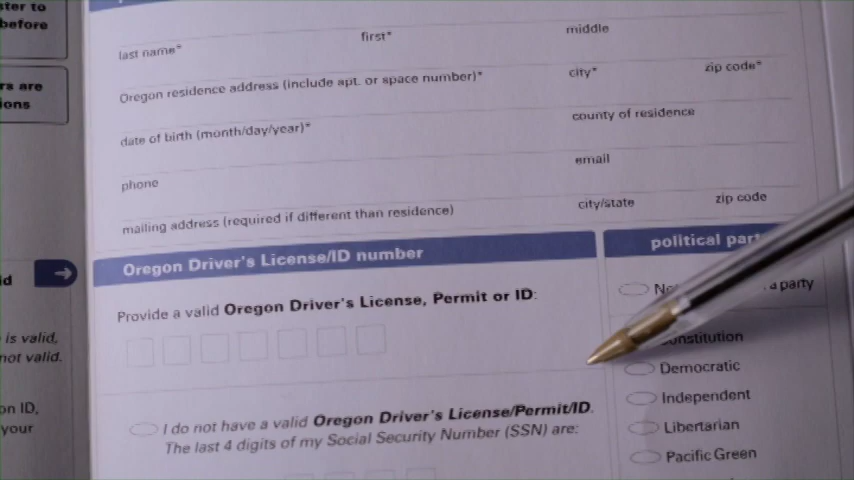 ster to
before
rs are
ions
last name* first* middle
Oregon residence address (include apt. or space number)* city* zip code*
date of birth (month/day/year)* county of residence
phone email
mailing address (required if different than residence) city/state zip code
d
is valid,
not valid.
on ID,
your
Oregon Driver's License/ID number
Provide a valid Oregon Driver's License, Permit or ID:
I do not have a valid Oregon Driver's License/Permit/ID.
The last 4 digits of my Social Security Number (SSN) are:
political part
a party
onstitution
Democratic
Independent
Libertarian
Pacific Green